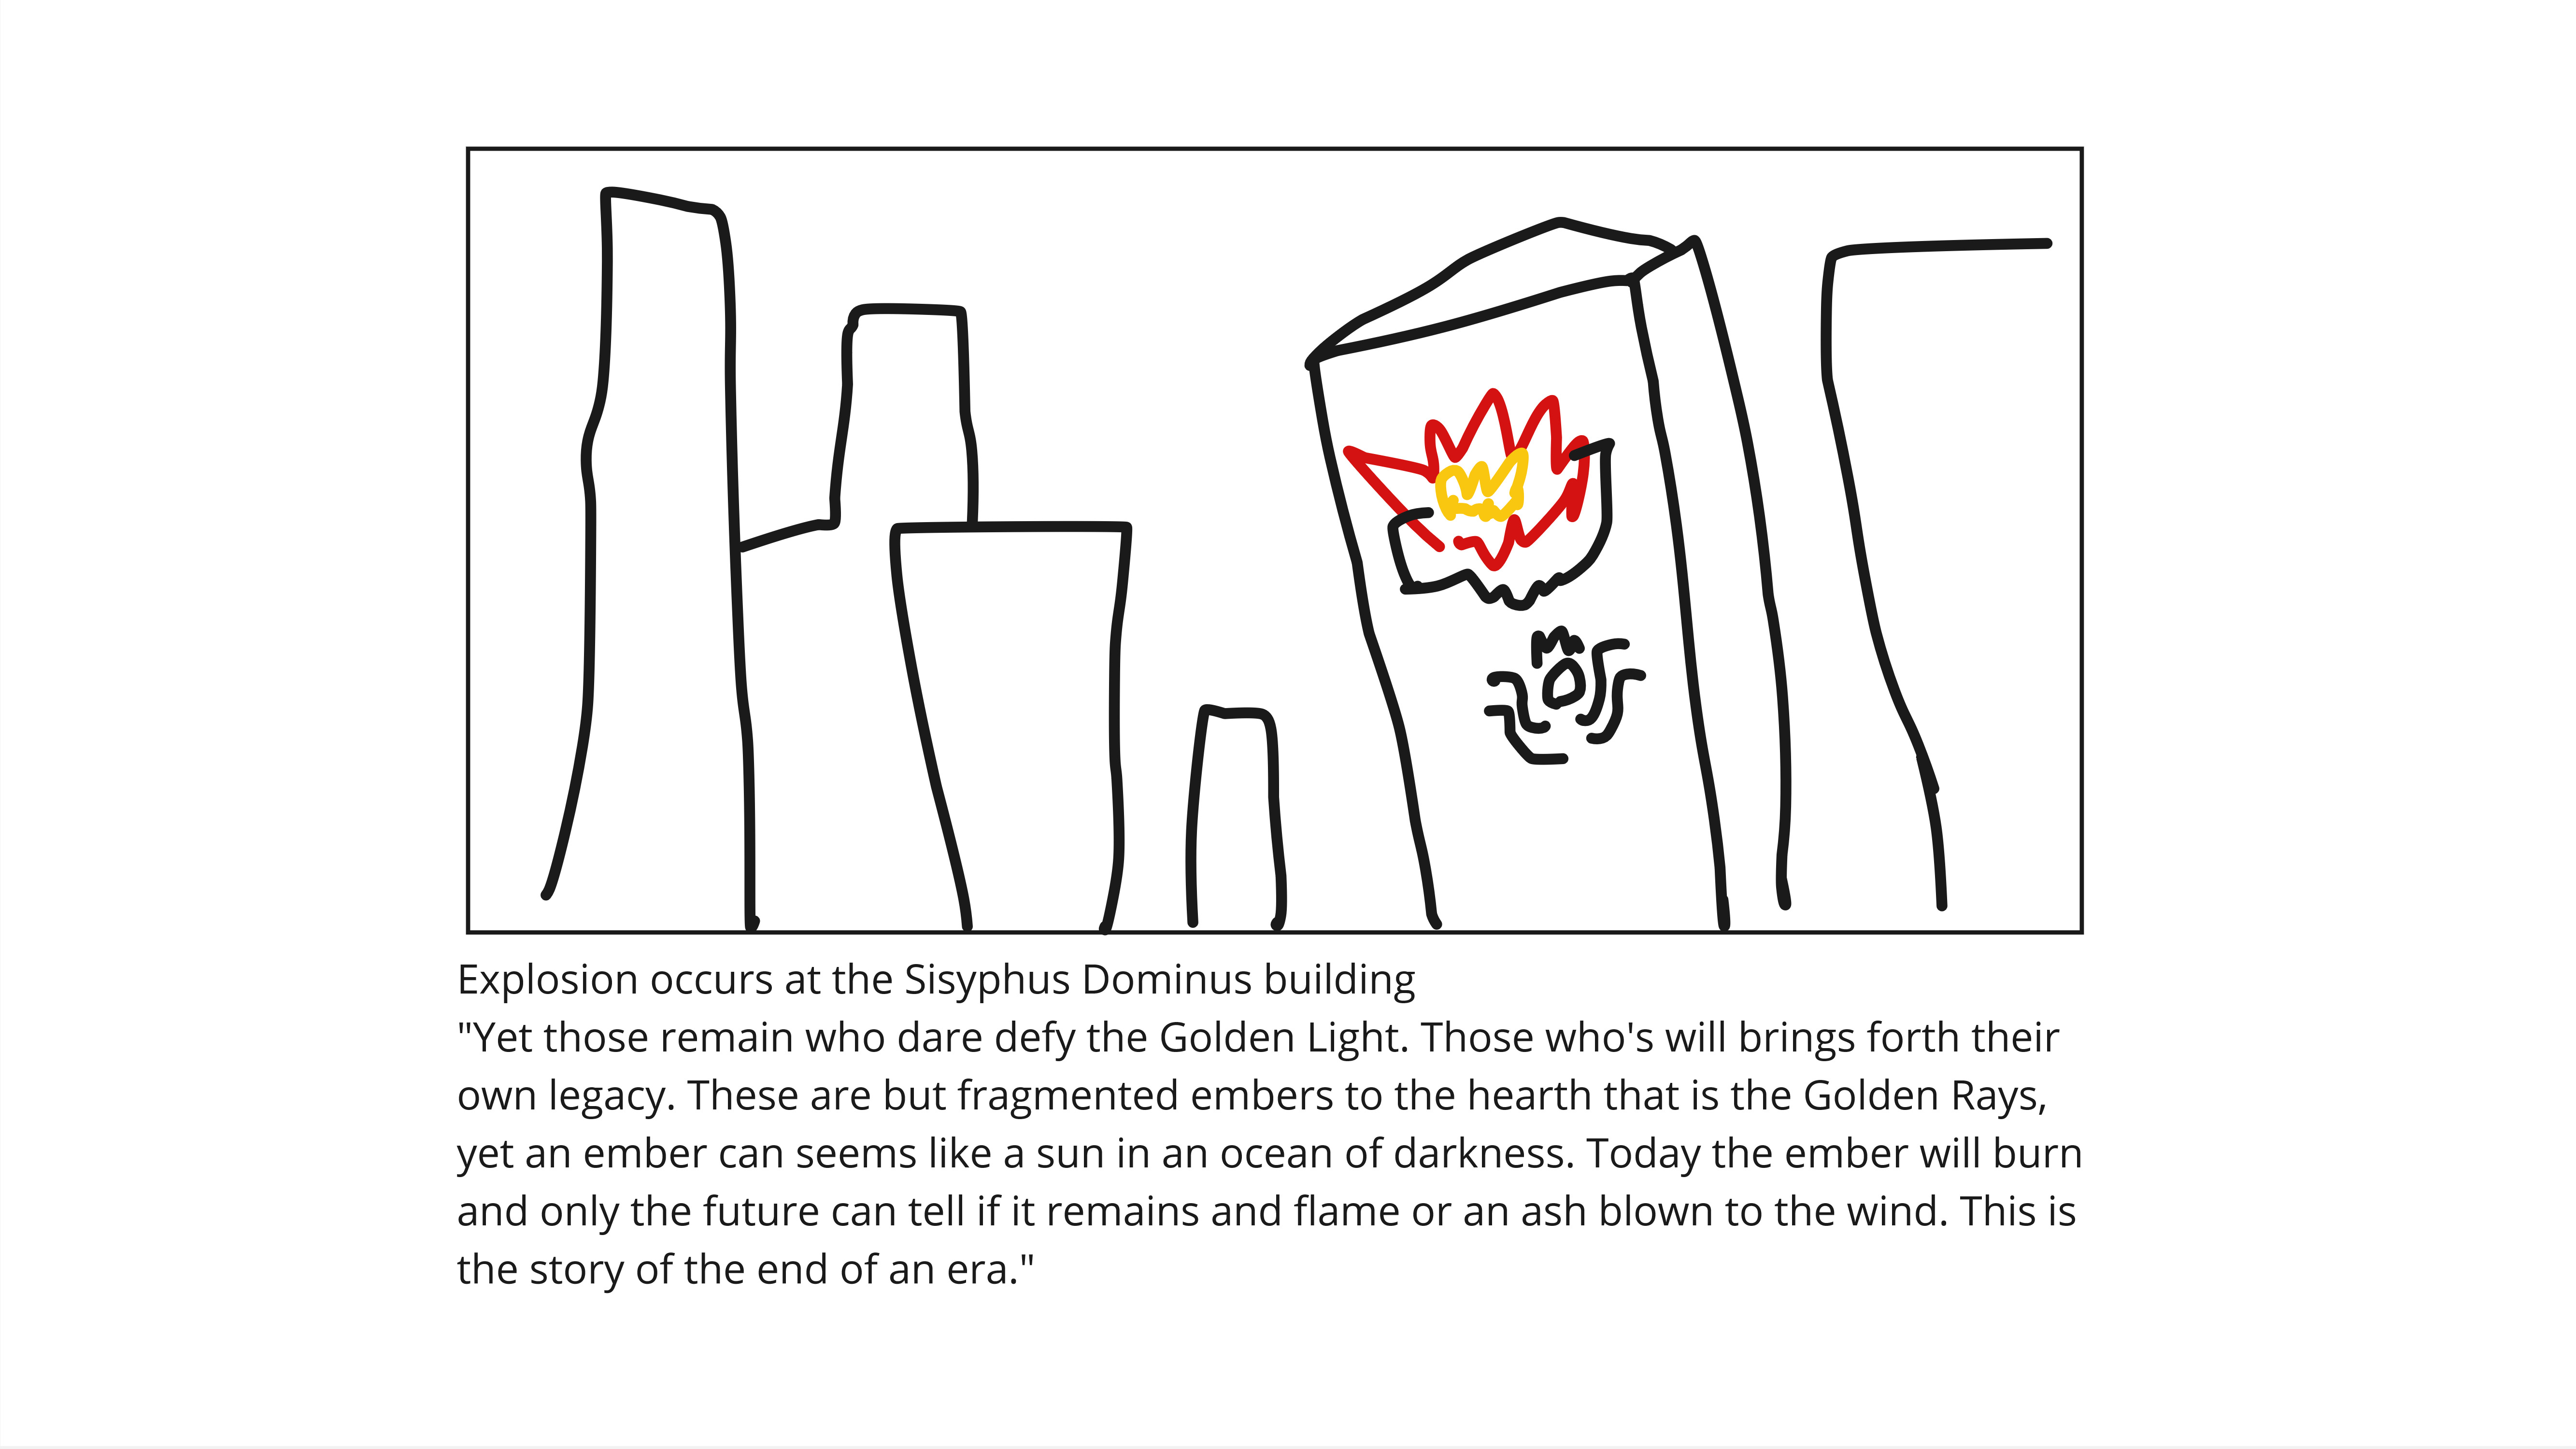 Explosion occurs at the Sisyphus Dominus building
"Yet those remain who dare defy the Golden Light. Those who's will brings forth their
own legacy. These are but fragmented embers to the hearth that is the Golden Rays,
yet an ember can seems like a sun in an ocean of darkness. Today the ember will burn
and only the future can tell if it remains and flame or an ash blown to the wind. This is
the story of the end of an era."